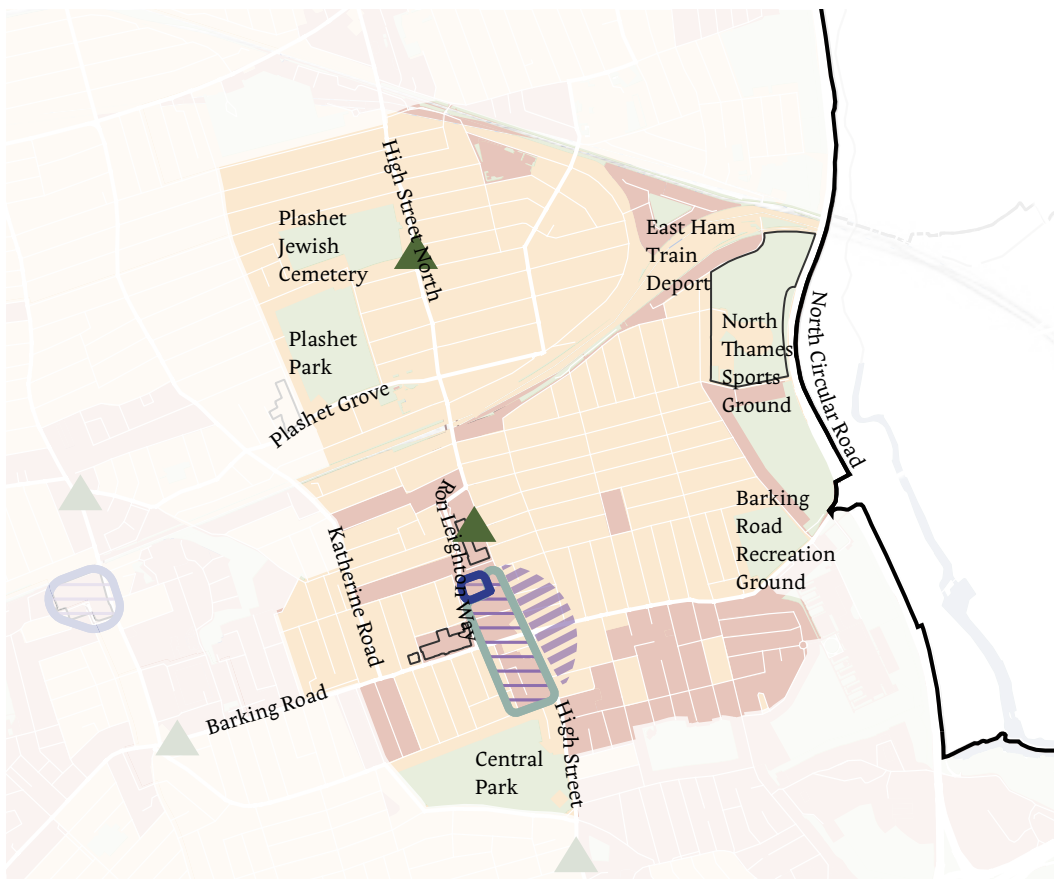 High Street North
Plashet
Jewish
Cemetery
East Ham
Train
Deport
Plashet
Park
North
Thames
Sports
Ground
North Circular Road
Plashet Grove
Ron Leighton Way
Barking
Road
Recreation
Ground
Katherine Road
Barking Road
High Street
Central
Park